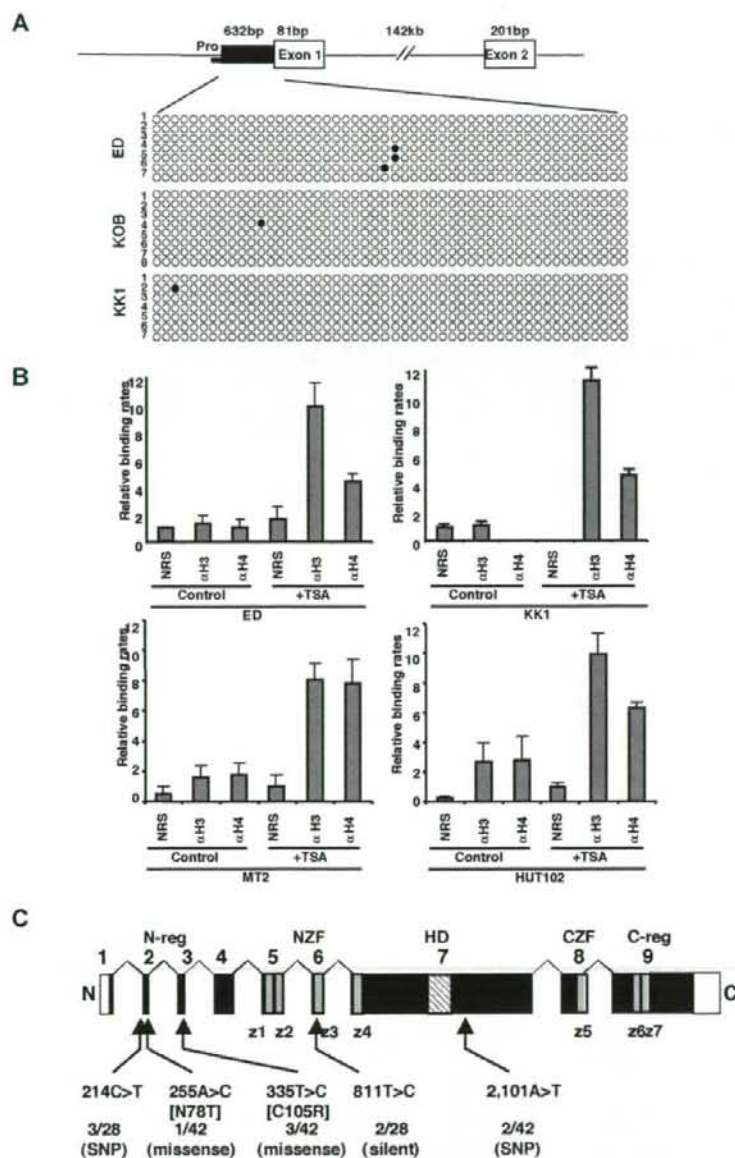 A
632bp 81bp 142kb 201bp
Pro
Exon 1 Exon 2
ED
1
2
3
4
5
6
7
KOB
1
2
3
4
5
6
7
8
KK1
1
2
3
4
5
6
7
B
Relative binding rates
12
10
8
6
4
2
0
NRS αH3 αH4 NRS αH3 αH4
Control +TSA
ED
Relative binding rates
12
10
8
6
4
2
0
NRS αH3 αH4 NRS αH3 αH4
Control +TSA
KK1
Relative binding rates
12
10
8
6
4
2
0
NRS αH3 αH4 NRS αH3 αH4
Control +TSA
MT2
Relative binding rates
12
10
8
6
4
2
0
NRS αH3 αH4 NRS αH3 αH4
Control +TSA
HUT102
C
N-reg NZF HD CZF C-reg
1 2 3 4 5 6 7 8 9
N C
z1 z2 z3 z4 z5 z6z7
214C>T 255A>C 335T>C 811T>C 2,101A>T
[N78T] [C105R]
3/28 1/42 3/42 2/28 2/42
(SNP) (missense) (missense) (silent) (SNP)